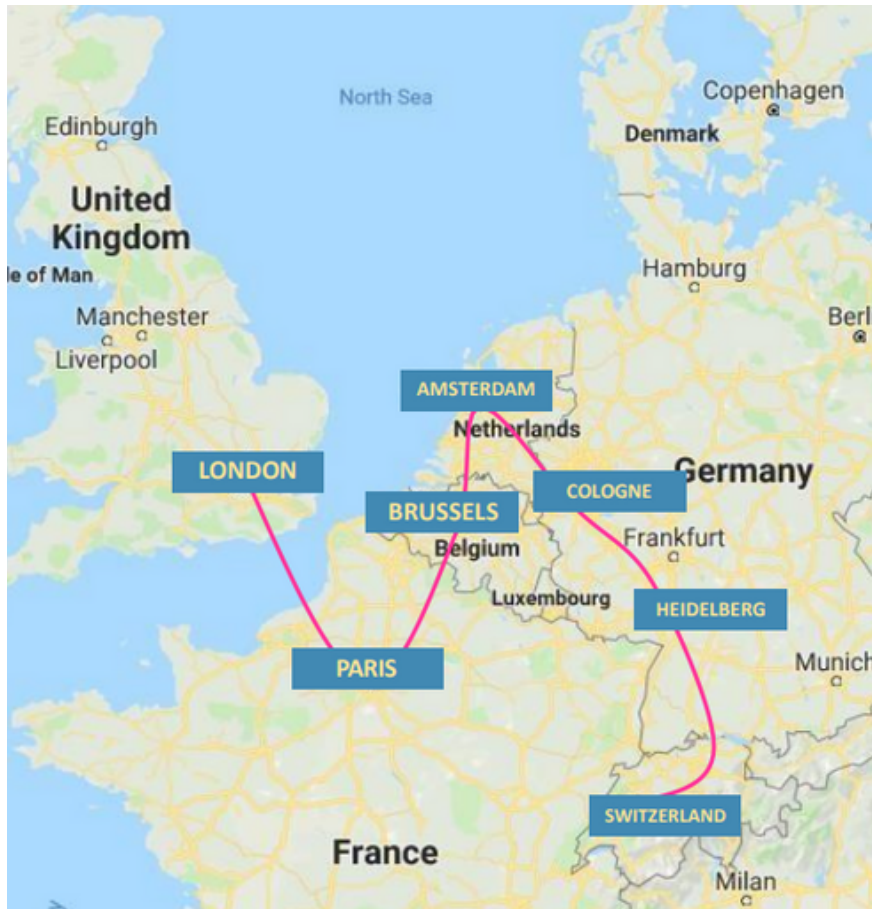 North Sea
Copenhagen
Edinburgh
Denmark
United
Kingdom
le of Man
Hamburg
Manchester
Berl
Liverpool
AMSTERDAM
Netherlands
LONDON
Germany
COLOGNE
BRUSSELS
Frankfurt
Belgium
Luxembourg
HEIDELBERG
PARIS
Munich
SWITZERLAND
France
Milan